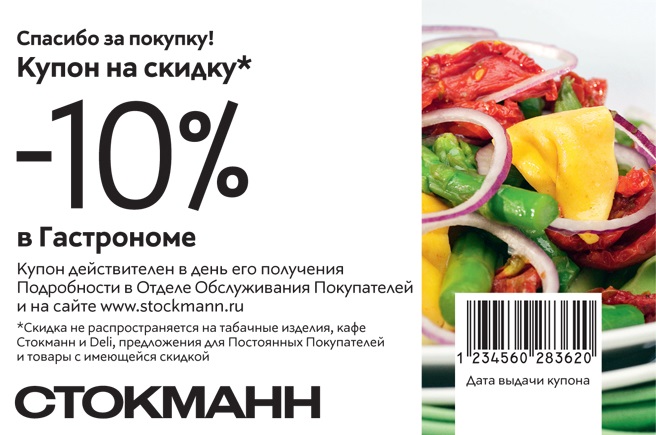 Спасибо за покупку!
Купон на скидку*
-10%
в Гастрономе
Купон действителен в день его получения
Подробности в Отделе Обслуживания Покупателей
и на сайте www.stockmann.ru
*Скидка не распространяется на табачные изделия, кафе
Стокманн и Deli, предложения для Постоянных Покупателей
и товары с имеющейся скидкой
СТОКМАНН
1 234560 283620
Дата выдачи купона